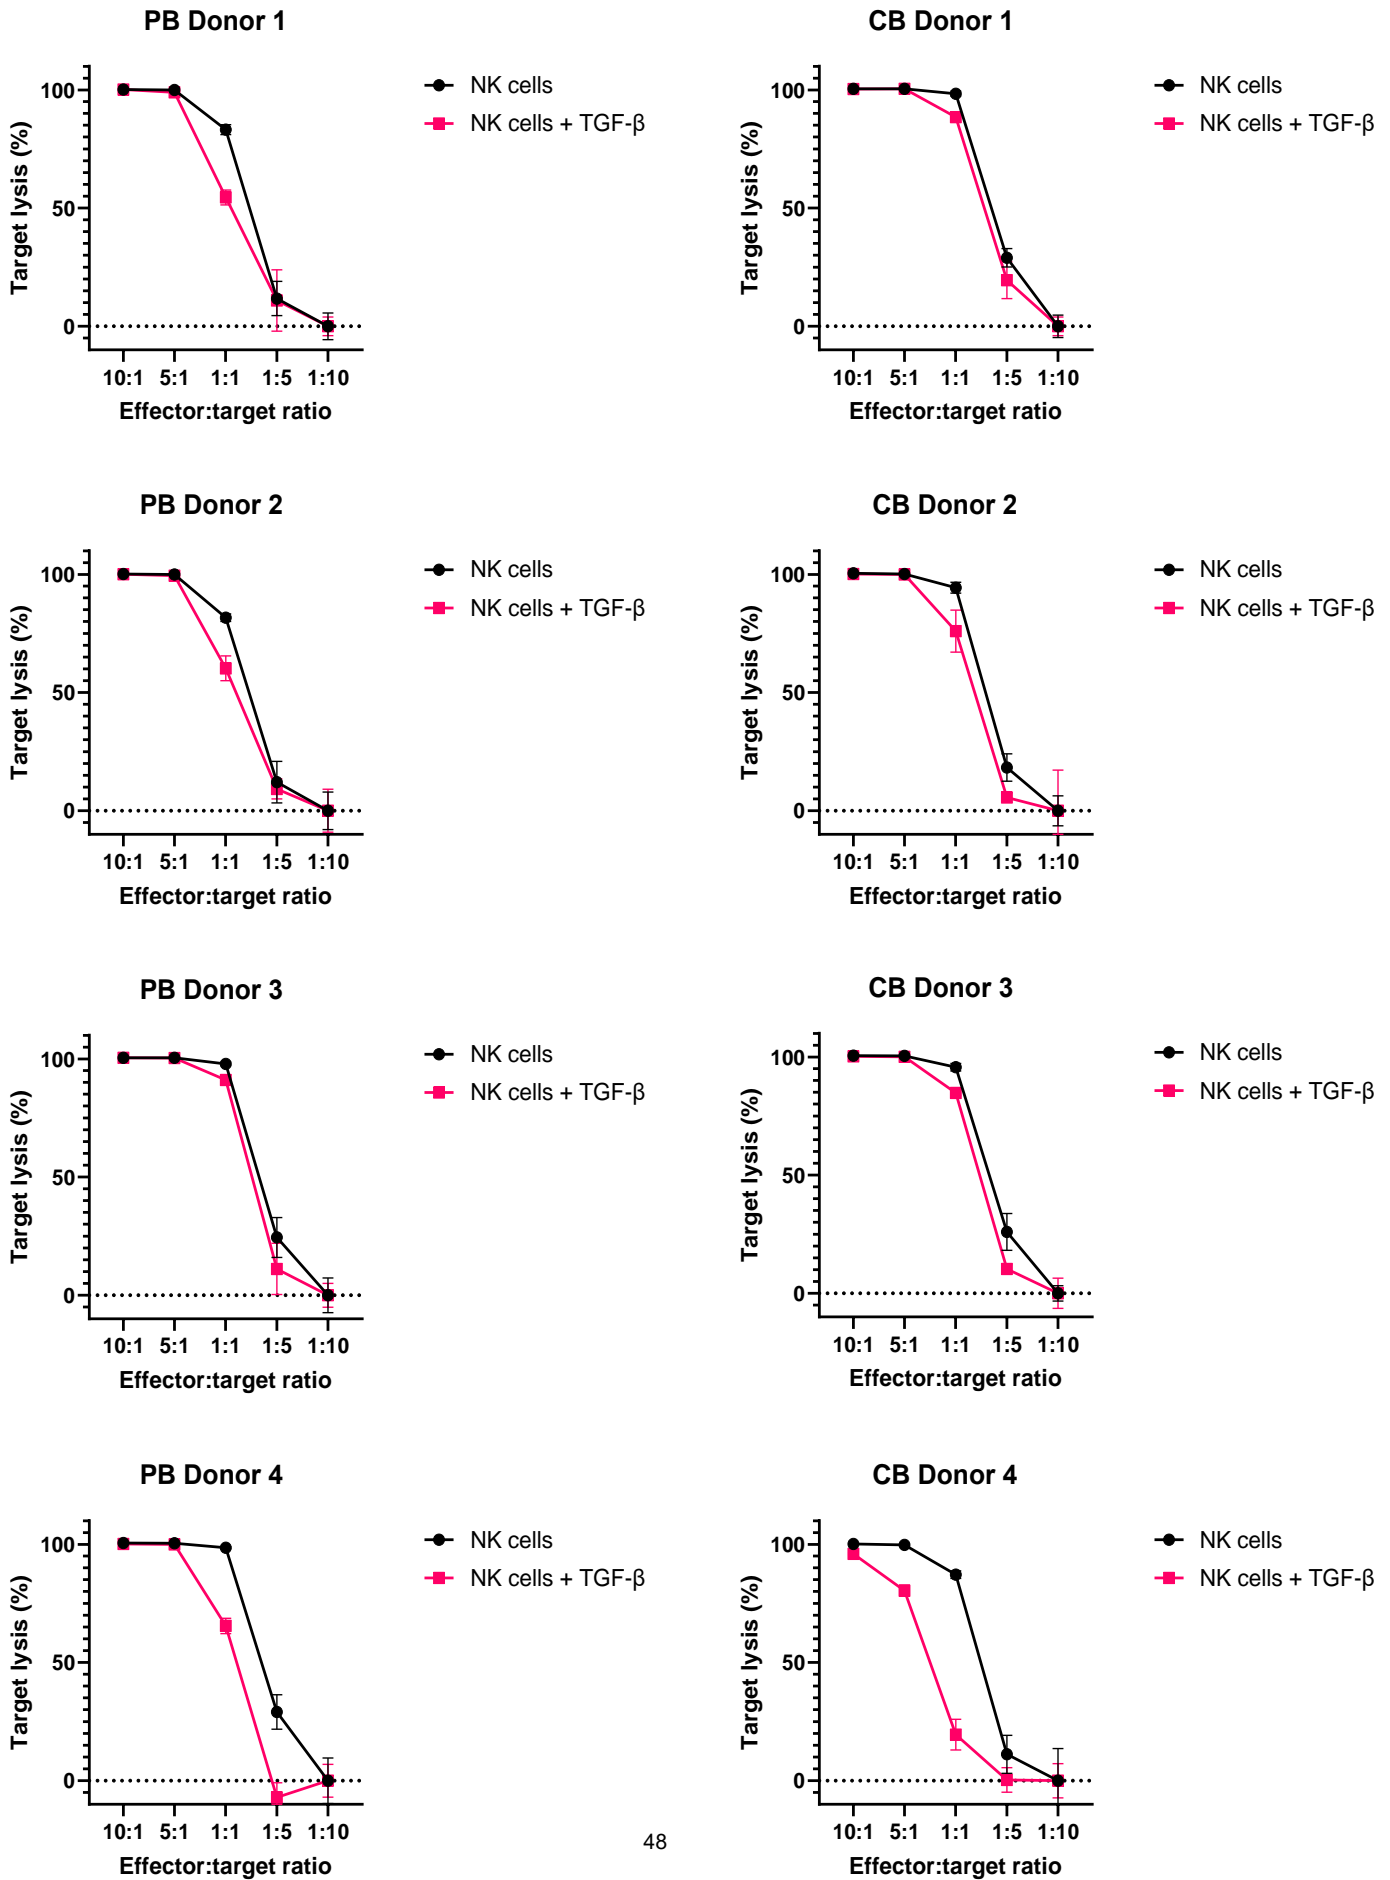 PB Donor 1
100
50
0
Target lysis (%)
10:1 5:1 1:1 1:5 1:10
Effector:target ratio
NK cells
NK cells + TGF-β
CB Donor 1
100
50
0
Target lysis (%)
10:1 5:1 1:1 1:5 1:10
Effector:target ratio
NK cells
NK cells + TGF-β
PB Donor 2
100
50
0
Target lysis (%)
10:1 5:1 1:1 1:5 1:10
Effector:target ratio
NK cells
NK cells + TGF-β
CB Donor 2
100
50
0
Target lysis (%)
10:1 5:1 1:1 1:5 1:10
Effector:target ratio
NK cells
NK cells + TGF-β
PB Donor 3
100
50
0
Target lysis (%)
10:1 5:1 1:1 1:5 1:10
Effector:target ratio
NK cells
NK cells + TGF-β
CB Donor 3
100
50
0
Target lysis (%)
10:1 5:1 1:1 1:5 1:10
Effector:target ratio
NK cells
NK cells + TGF-β
PB Donor 4
100
50
0
Target lysis (%)
10:1 5:1 1:1 1:5 1:10
Effector:target ratio
NK cells
NK cells + TGF-β
CB Donor 4
100
50
0
Target lysis (%)
10:1 5:1 1:1 1:5 1:10
Effector:target ratio
NK cells
NK cells + TGF-β
48